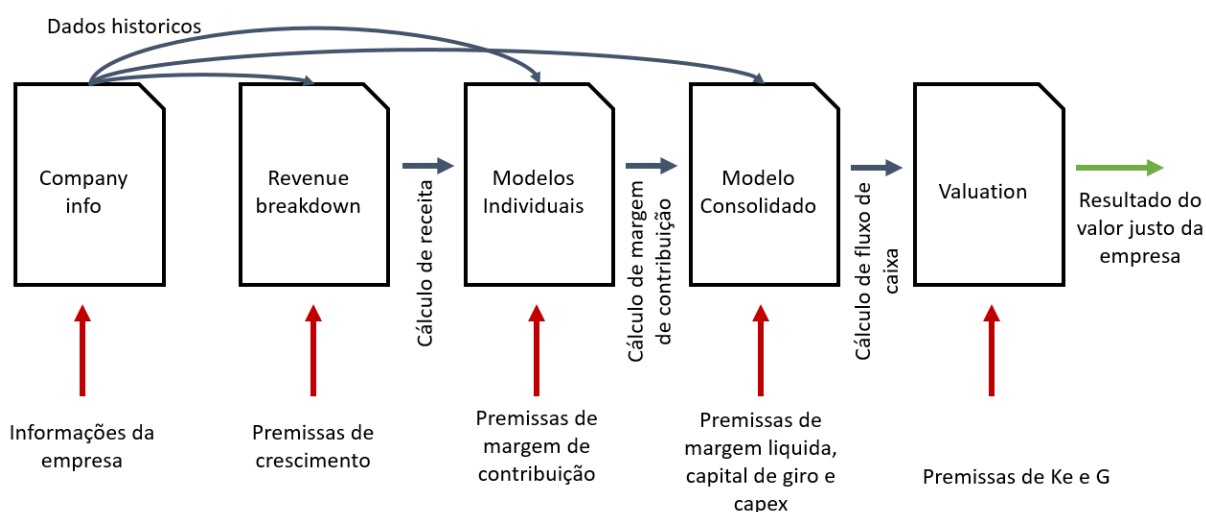 Dados historicos
Company
info
Revenue
breakdown
Cálculo de receita
Modelos
Individuais
Cálculo de margem
de contribuição
Modelo
Consolidado
Cálculo de fluxo de
caixa
Valuation
Resultado do
valor justo da
empresa
Informações da
empresa
Premissas de
crescimento
Premissas de
margem de
contribuição
Premissas de
margem liquida,
capital de giro e
capex
Premissas de Ke e G